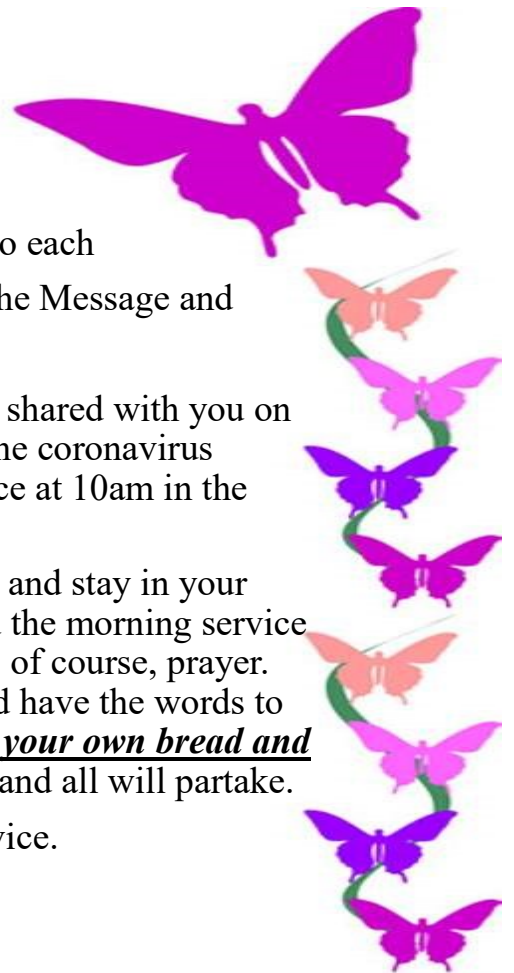 o each
he Message and
shared with you on
he coronavirus
ce at 10am in the
and stay in your
the morning service
of course, prayer.
d have the words to
your own bread and
and all will partake.
vice.